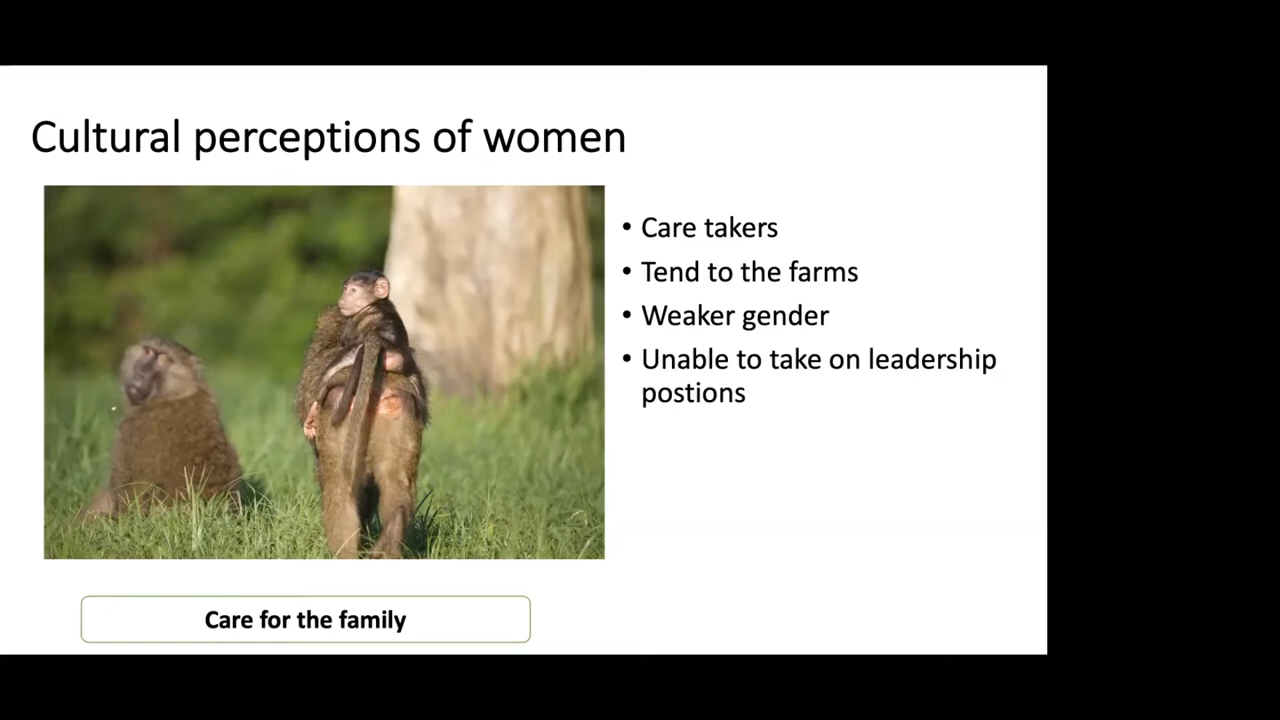 Cultural perceptions of women
• Care takers
• Tend to the farms
• Weaker gender
• Unable to take on leadership
postions
Care for the family